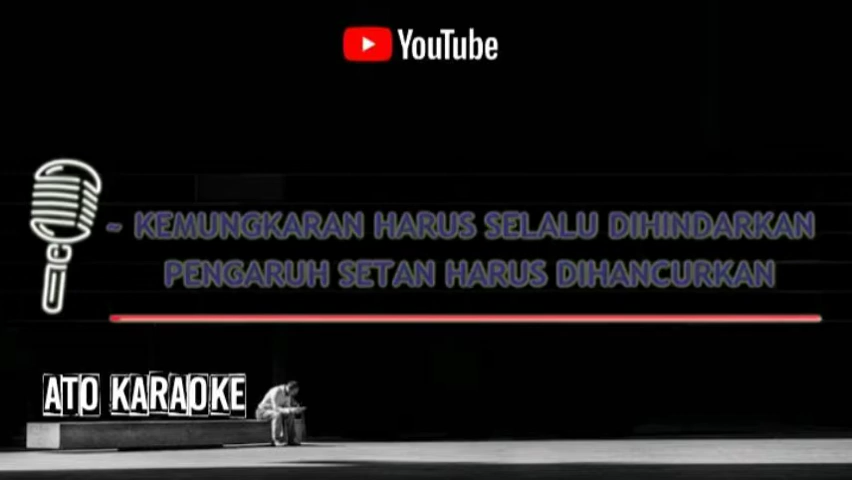 YouTube
~ KEMUNGKARAN HARUS SELALU DIHINDARKAN
PENGARUH SETAN HARUS DIHANCURKAN
ATO KARAOKE